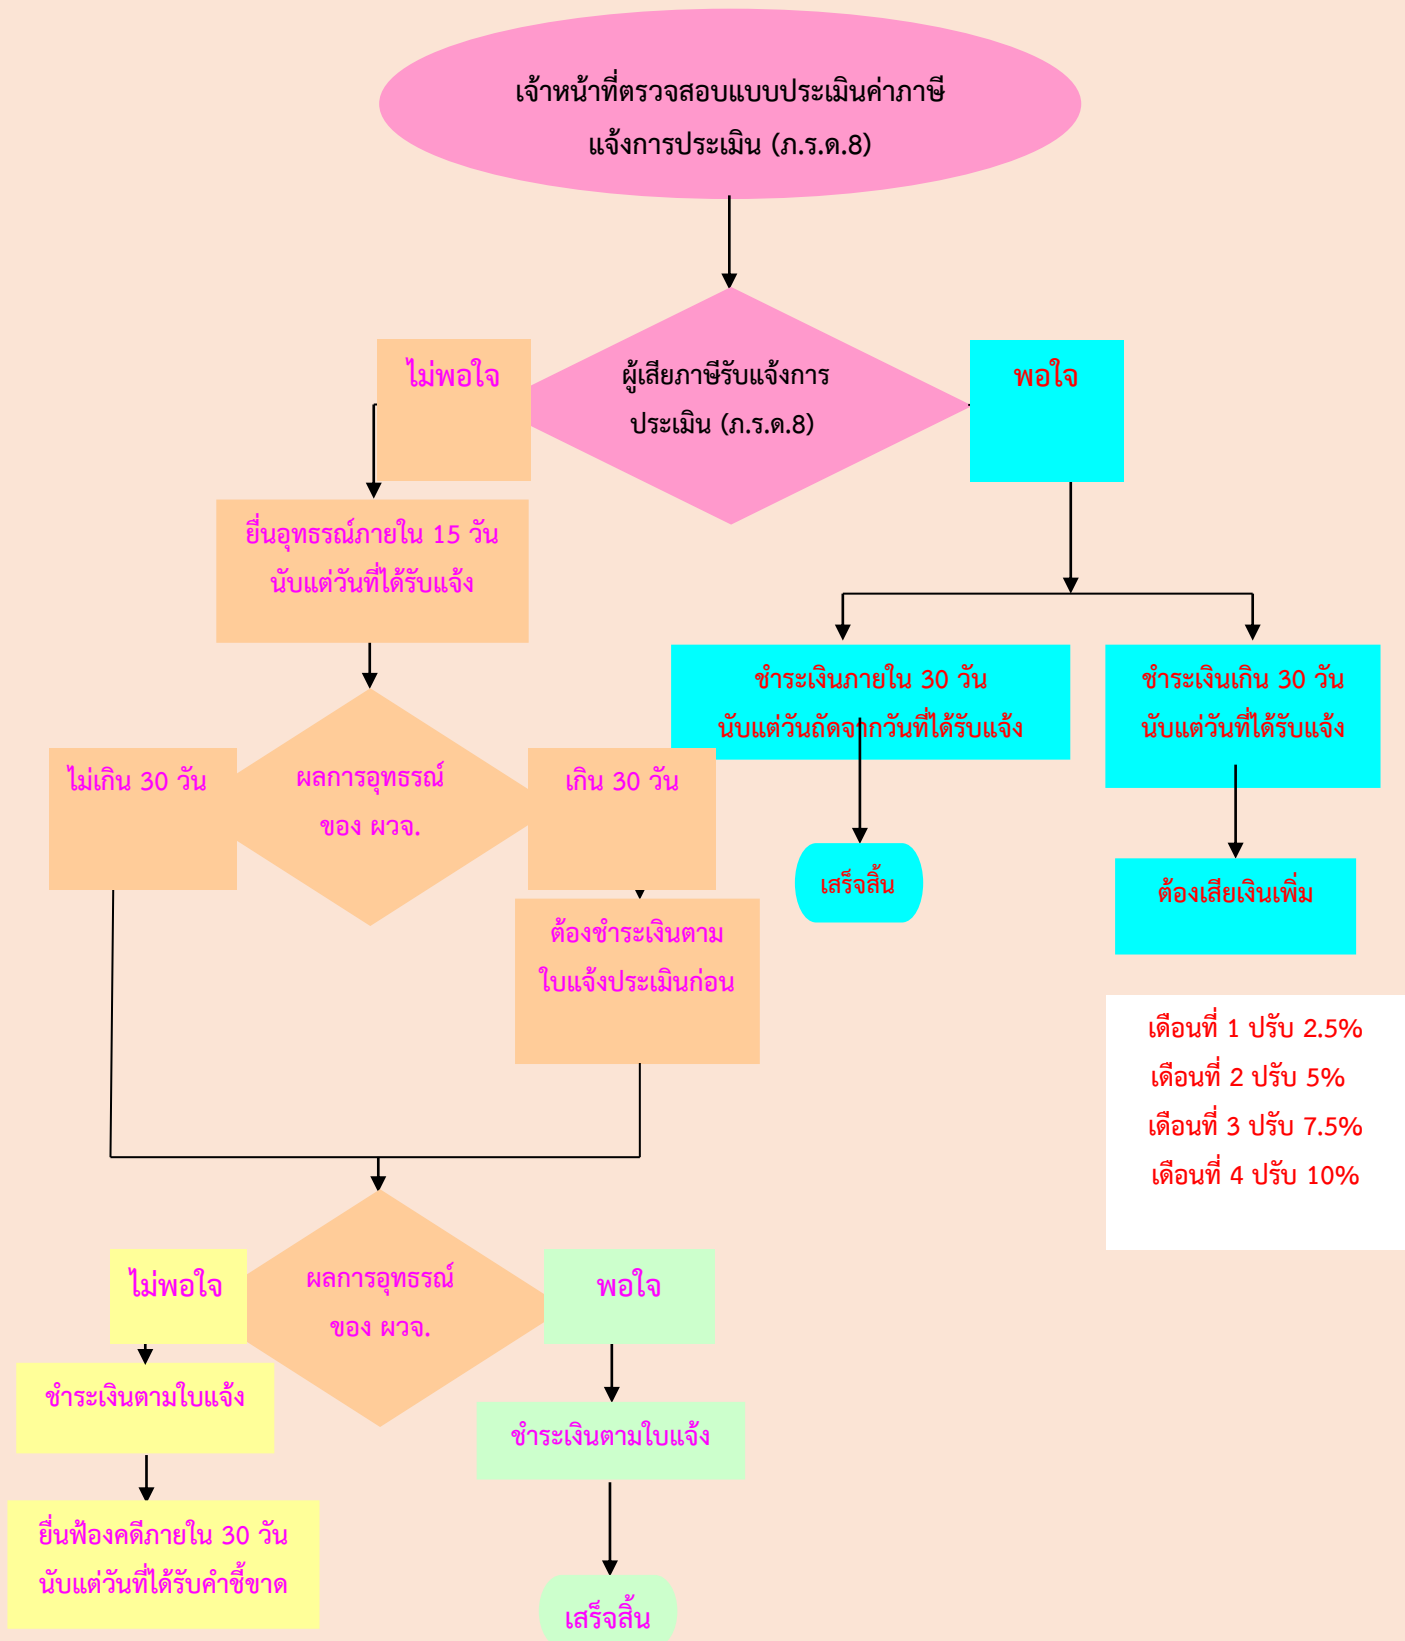 เจ้าหน้าที่ตรวจสอบแบบประเมินค่าภาษี
แจ้งการประเมิน (ภ.ร.ด.8)
ไม่พอใจ
ผู้เสียภาษีรับแจ้งการ
ประเมิน (ภ.ร.ด.8)
พอใจ
ยื่นอุทธรณ์ภายใน 15 วัน
นับแต่วันที่ได้รับแจ้ง
ชำระเงินภายใน 30 วัน
นับแต่วันถัดจากวันที่ได้รับแจ้ง
ชำระเงินเกิน 30 วัน
นับแต่วันที่ได้รับแจ้ง
ไม่เกิน 30 วัน
ผลการอุทธรณ์
ของ ผวจ.
เกิน 30 วัน
เสร็จสิ้น
ต้องเสียเงินเพิ่ม
ต้องชำระเงินตาม
ใบแจ้งประเมินก่อน
เดือนที่ 1 ปรับ 2.5%
เดือนที่ 2 ปรับ 5%
เดือนที่ 3 ปรับ 7.5%
เดือนที่ 4 ปรับ 10%
ไม่พอใจ
ผลการอุทธรณ์
ของ ผวจ.
พอใจ
ชำระเงินตามใบแจ้ง
ชำระเงินตามใบแจ้ง
ยื่นฟ้องคดีภายใน 30 วัน
นับแต่วันที่ได้รับคำชี้ขาด
เสร็จสิ้น